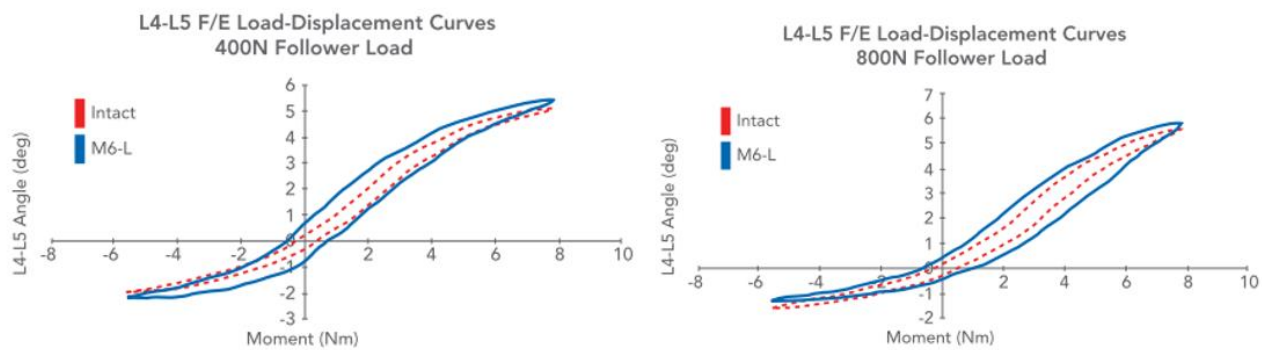 L4-L5 F/E Load-Displacement Curves
400N Follower Load
Intact
M6-L
L4-L5 Angle (deg)
6
5
4
3
2
1
0
-1
-2
-3
-8 -6 -4 -2 2 4 6 8 10
Moment (Nm)
L4-L5 F/E Load-Displacement Curves
800N Follower Load
Intact
M6-L
L4-L5 Angle (deg)
7
6
5
4
3
2
1
0
-1
-2
-8 -6 -4 -2 2 4 6 8 10
Moment (Nm)